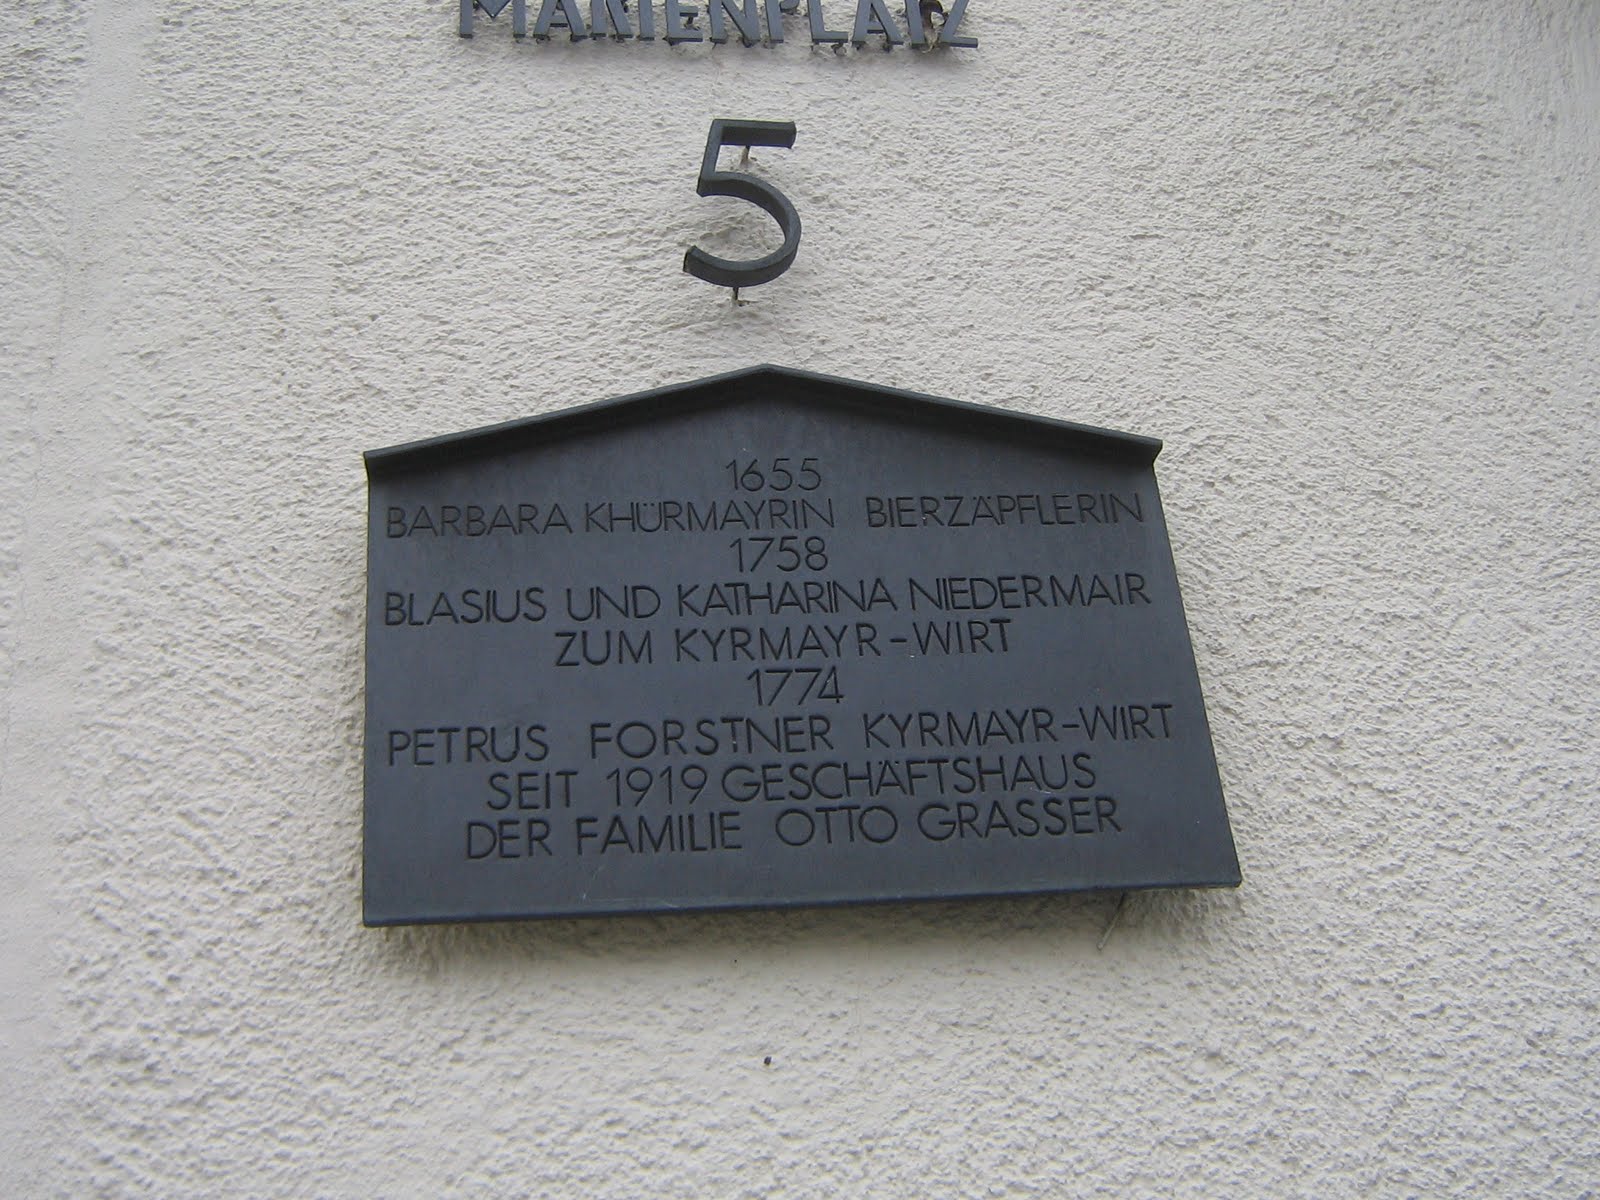 MARIENPLATZ
5
1655
BARBARA KHÜRMAYRIN BIERZÄPFLERIN
1758
BLASIUS UND KATHARINA NIEDERMAIR
ZUM KYRMAYR-WIRT
1774
PETRUS FORSTNER KYRMAYR-WIRT
SEIT 1919 GESCHÄFTSHAUS
DER FAMILIE OTTO GRASSER